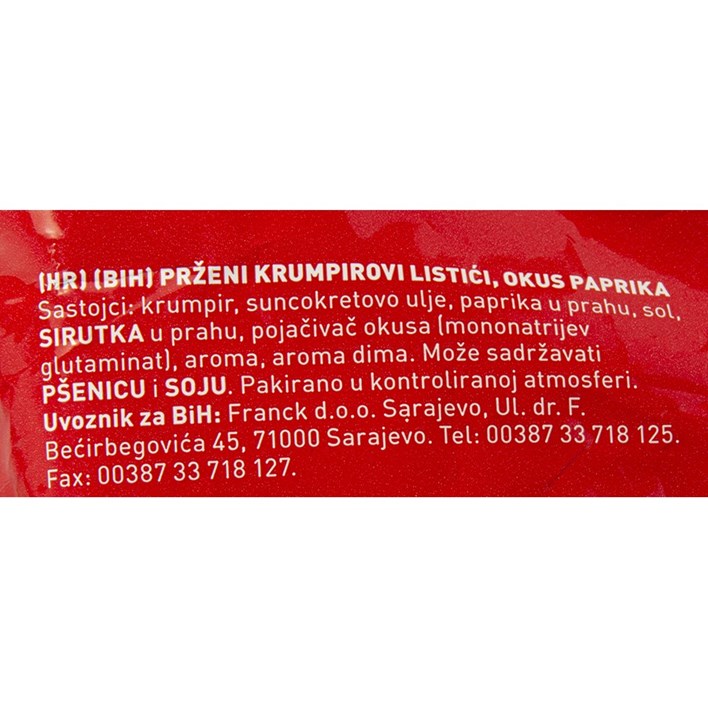 (HR) (BIH) PRŽENI KRUMPIROVI LISTIĆI, OKUS PAPRIKA
Sastojci: krumpir, suncokretovo ulje, paprika u prahu, sol,
SIRUTKA u prahu, pojačivač okusa (mononatrijev
glutaminat), aroma, aroma dima. Može sadržavati
PŠENICU i SOJU. Pakirano u kontroliranoj atmosferi.
Uvoznik za BiH: Franck d.o.o. Sarajevo, Ul. dr. F.
Bećirbegovića 45, 71000 Sarajevo. Tel: 00387 33 718 125.
Fax: 00387 33 718 127.